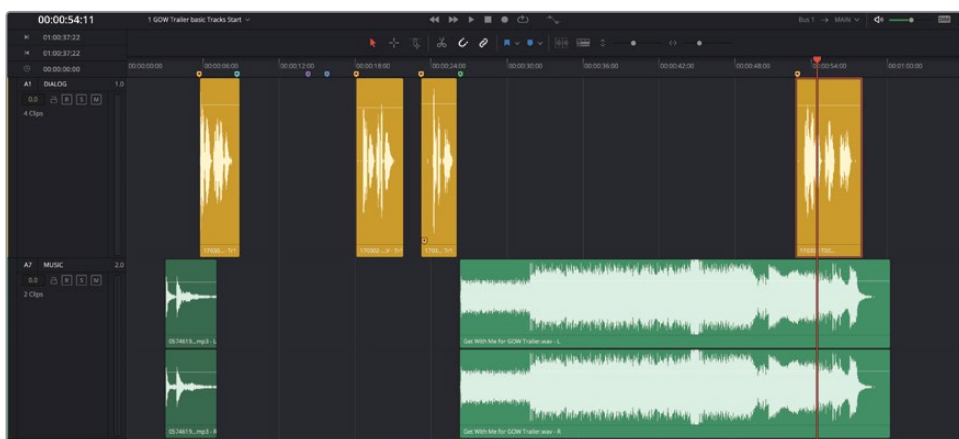 00:00:54:11 1 GOW Trailer basic Tracks Start Bus 1 → MAIN
01:00:37:22
01:00:37:22
00:00:00:00 00:00:00:00 00:00:06:00 00:00:12:00 00:00:18:00 00:00:24:00 00:00:30:00 00:00:36:00 00:00:42:00 00:00:48:00 00:00:54:00 00:01:00:00
A1 DIALOG 1.0
0.0 R S M
4 Clips
A7 MUSIC 2.0
0.0 R S M
2 Clips
0574619...mp3 - L Get With Me for GOW Trailer.wav - L
0574619...mp3 - R Get With Me for GOW Trailer.wav - R